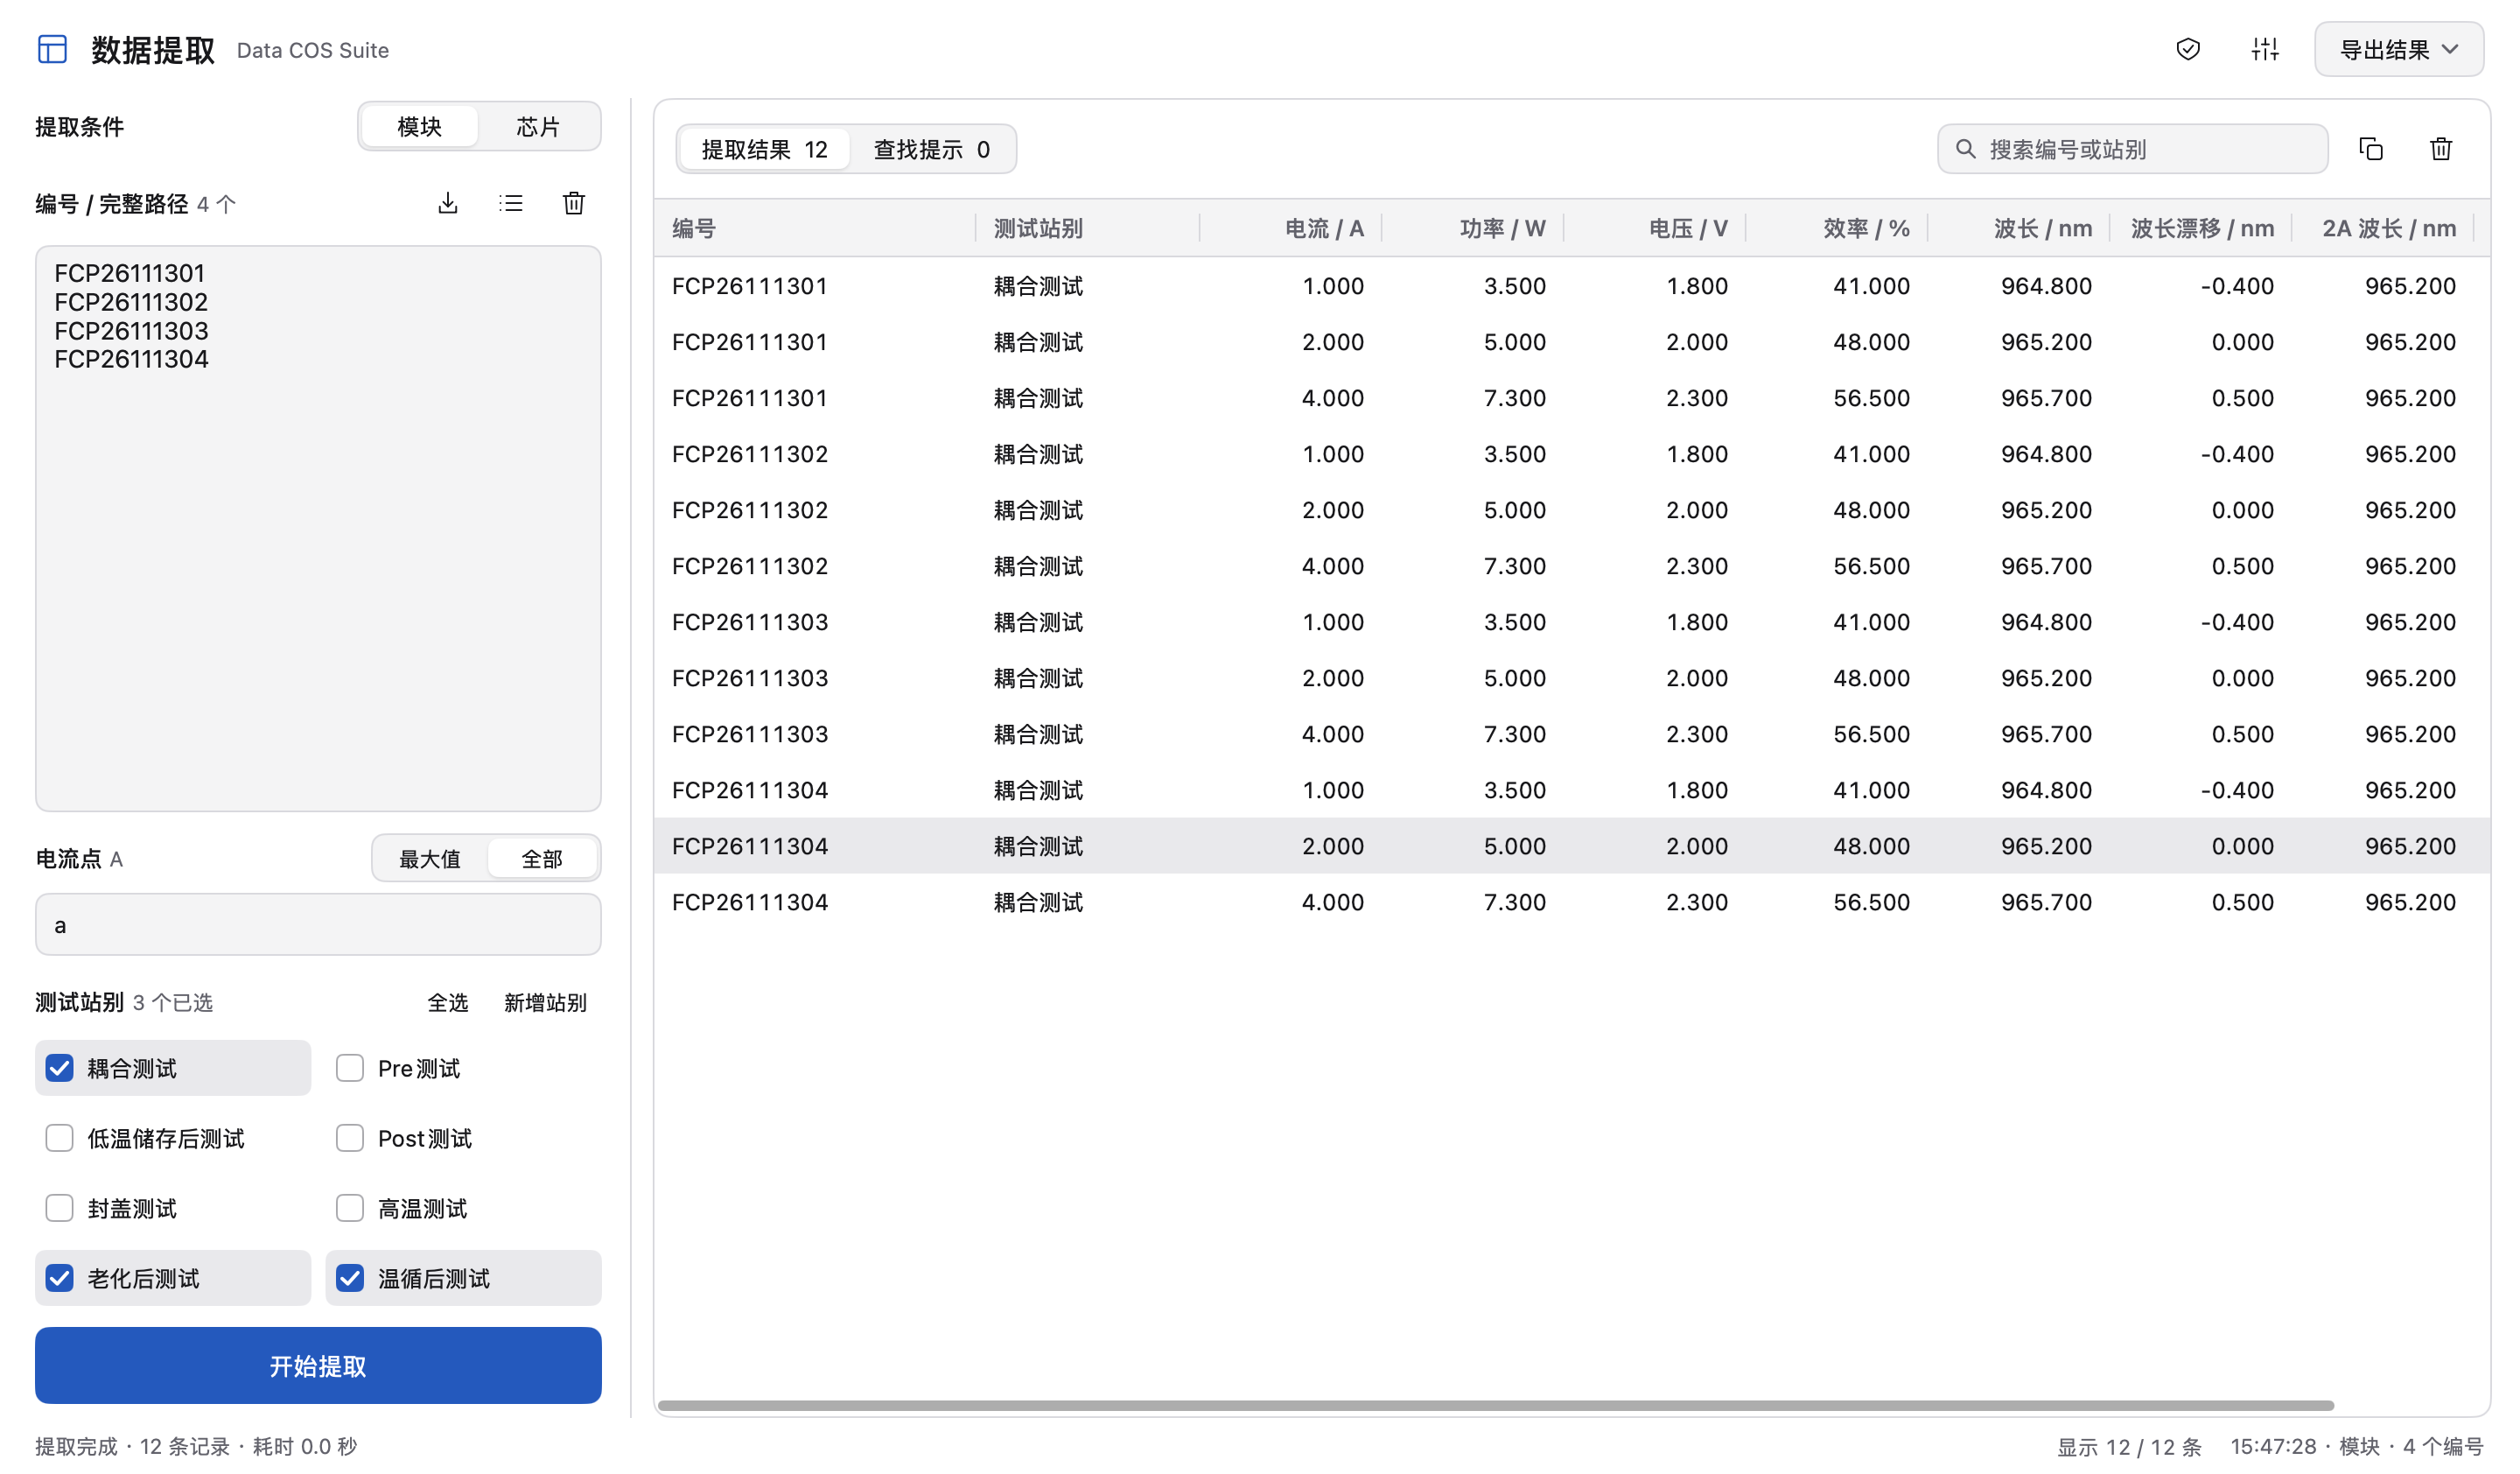 数据提取 Data COS Suite 导出结果
提取条件 模块 芯片
编号 / 完整路径 4 个
FCP26111301
FCP26111302
FCP26111303
FCP26111304
电流点 A 最大值 全部
a
测试站别 3 个已选 全选 新增站别
耦合测试 Pre测试
低温储存后测试 Post测试
封盖测试 高温测试
老化后测试 温循后测试
开始提取
提取完成 · 12 条记录 · 耗时 0.0 秒
提取结果 12 查找提示 0 搜索编号或站别
编号 测试站别 电流 / A 功率 / W 电压 / V 效率 / % 波长 / nm 波长漂移 / nm 2A 波长 / nm
FCP26111301 耦合测试 1.000 3.500 1.800 41.000 964.800 -0.400 965.200
FCP26111301 耦合测试 2.000 5.000 2.000 48.000 965.200 0.000 965.200
FCP26111301 耦合测试 4.000 7.300 2.300 56.500 965.700 0.500 965.200
FCP26111302 耦合测试 1.000 3.500 1.800 41.000 964.800 -0.400 965.200
FCP26111302 耦合测试 2.000 5.000 2.000 48.000 965.200 0.000 965.200
FCP26111302 耦合测试 4.000 7.300 2.300 56.500 965.700 0.500 965.200
FCP26111303 耦合测试 1.000 3.500 1.800 41.000 964.800 -0.400 965.200
FCP26111303 耦合测试 2.000 5.000 2.000 48.000 965.200 0.000 965.200
FCP26111303 耦合测试 4.000 7.300 2.300 56.500 965.700 0.500 965.200
FCP26111304 耦合测试 1.000 3.500 1.800 41.000 964.800 -0.400 965.200
FCP26111304 耦合测试 2.000 5.000 2.000 48.000 965.200 0.000 965.200
FCP26111304 耦合测试 4.000 7.300 2.300 56.500 965.700 0.500 965.200
显示 12 / 12 条 15:47:28 · 模块 · 4 个编号